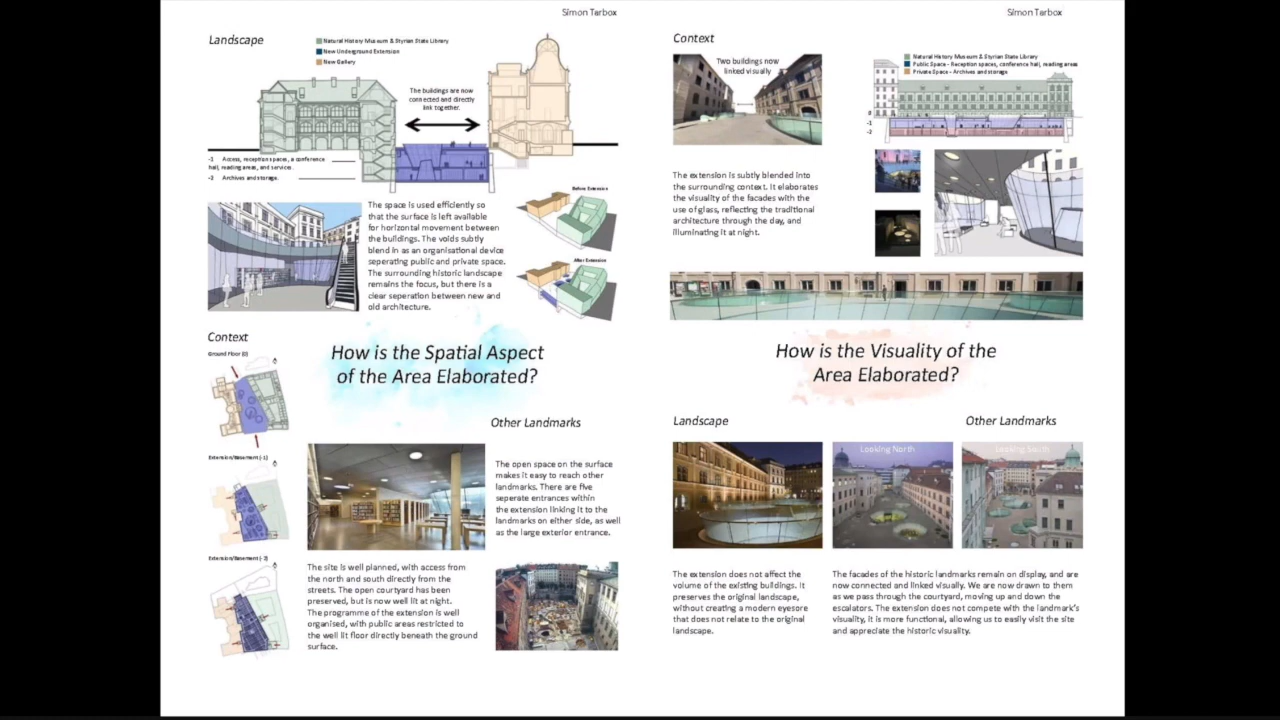 Simon Tarbox
Landscape
Natural History Museum & Styrian State Library
New Underground Extension
New Gallery
The buildings are now
connected and directly
link together.
-1 Access, reception spaces, a conference
hall, reading areas, and services.
-2 Archives and storage.
The space is used efficiently so
that the surface is left available
for horizontal movement between
the buildings. The voids subtly
blend in as an organisational device
seperating public and private space.
The surrounding historic landscape
remains the focus, but there is a
clear seperation between new and
old architecture.
Before Extension
After Extension
Context
Ground Floor (0)
Extension/Basement (-1)
Extension/Basement (-2)
How is the Spatial Aspect
of the Area Elaborated?
Other Landmarks
The open space on the surface
makes it easy to reach other
landmarks. There are five
seperate entrances within
the extension linking it to the
landmarks on either side, as well
as the large exterior entrance.
The site is well planned, with access from
the north and south directly from the
streets. The open courtyard has been
preserved, but is now well lit at night.
The programme of the extension is well
organised, with public areas restricted to
the well lit floor directly beneath the ground
surface.
Simon Tarbox
Context
Two buildings now
linked visually
Natural History Museum & Styrian State Library
Public Space - Reception spaces, conference hall, reading areas
Private Space - Archives and storage
0
-1
-2
The extension is subtly blended into
the surrounding context. It elaborates
the visuality of the facades with the
use of glass, reflecting the traditional
architecture through the day, and
illuminating it at night.
How is the Visuality of the
Area Elaborated?
Landscape
Other Landmarks
Looking North
Looking South
The extension does not affect the
volume of the existing buildings. It
preserves the original landscape,
without creating a modern eyesore
that does not relate to the original
landscape.
The facades of the historic landmarks remain on display, and are
now connected and linked visually. We are now drawn to them
as we pass through the courtyard, moving up and down the
escalators. The extension does not compete with the landmark's
visuality, it is more functional, allowing us to easily visit the site
and appreciate the historic visuality.